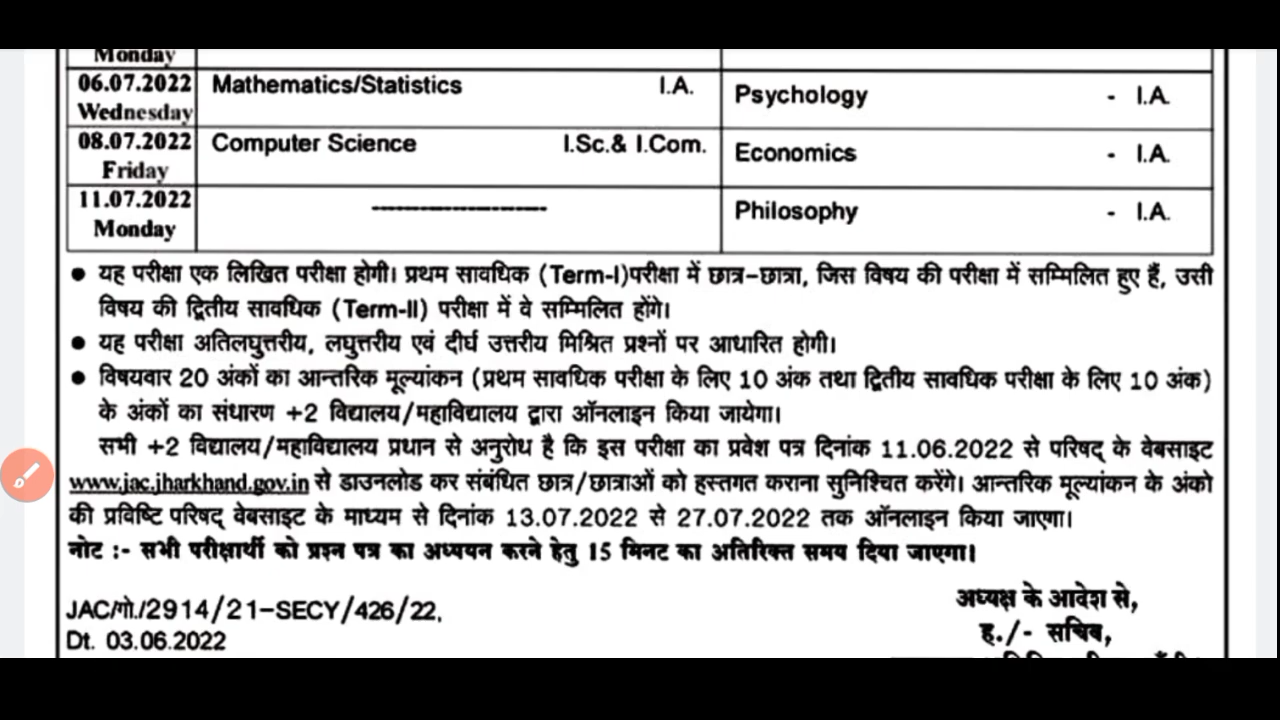 Monday
06.07.2022 Mathematics/Statistics I.A. Psychology - I.A.
Wednesday
08.07.2022 Computer Science I.Sc.& I.Com. Economics - I.A.
Friday
11.07.2022 -------------------- Philosophy - I.A.
Monday
● यह परीक्षा एक लिखित परीक्षा होगी। प्रथम सावधिक (Term-I)परीक्षा में छात्र-छात्रा, जिस विषय की परीक्षा में सम्मिलित हुए हैं, उसी
विषय की द्वितीय सावधिक (Term-II) परीक्षा में वे सम्मिलित होंगे।
● यह परीक्षा अतिलघुत्तरीय, लघुत्तरीय एवं दीर्घ उत्तरीय मिश्रित प्रश्नों पर आधारित होगी।
● विषयवार 20 अंकों का आन्तरिक मूल्यांकन (प्रथम सावधिक परीक्षा के लिए 10 अंक तथा द्वितीय सावधिक परीक्षा के लिए 10 अंक)
के अंकों का संधारण +2 विद्यालय/महाविद्यालय द्वारा ऑनलाइन किया जायेगा।
सभी +2 विद्यालय/महाविद्यालय प्रधान से अनुरोध है कि इस परीक्षा का प्रवेश पत्र दिनांक 11.06.2022 से परिषद् के वेबसाइट
www.jac.jharkhand.gov.in से डाउनलोड कर संबंधित छात्र/छात्राओं को हस्तगत कराना सुनिश्चित करेंगे। आन्तरिक मूल्यांकन के अंको
की प्रविष्टि परिषद् वेबसाइट के माध्यम से दिनांक 13.07.2022 से 27.07.2022 तक ऑनलाइन किया जाएगा।
नोट :- सभी परीक्षार्थी को प्रश्न पत्र का अध्ययन करने हेतु 15 मिनट का अतिरिक्त समय दिया जाएगा।
अध्यक्ष के आदेश से,
JAC/गो./2914/21-SECY/426/22,
ह./- सचिव,
Dt. 03.06.2022